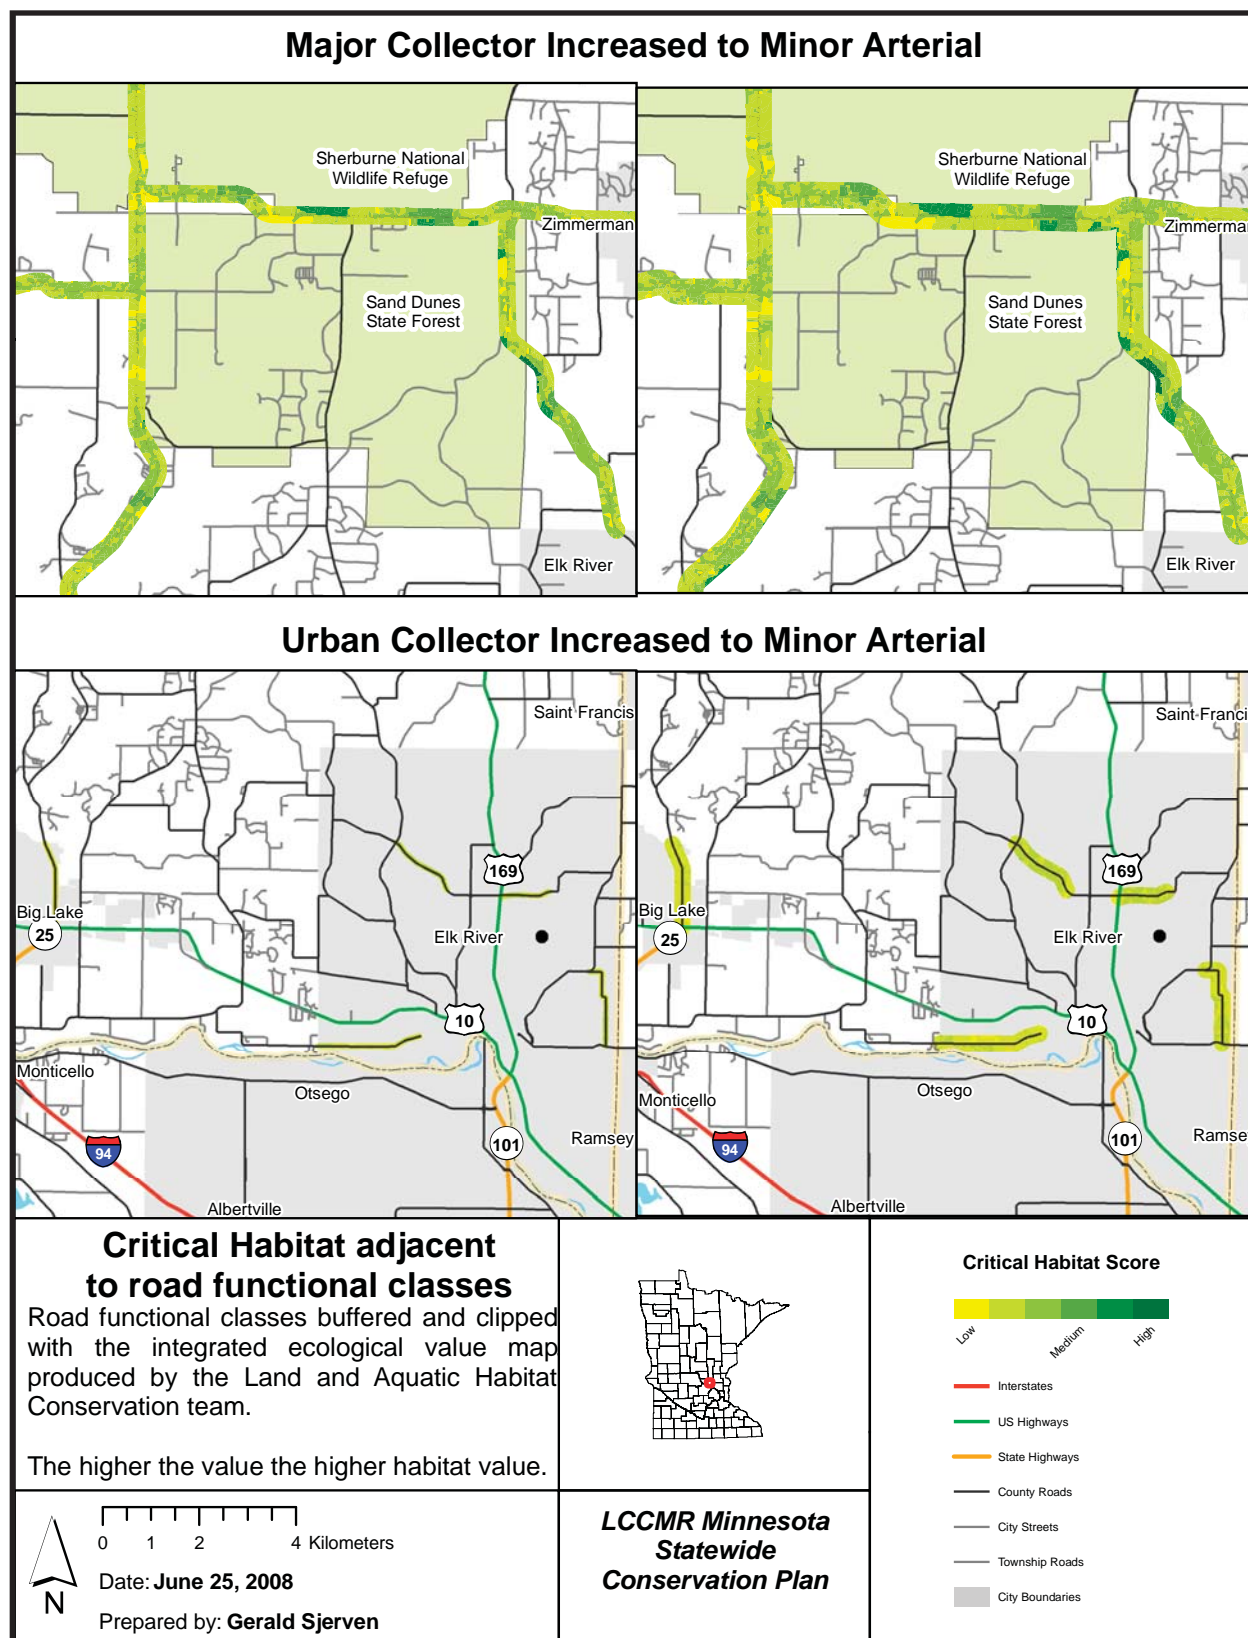 Major Collector Increased to Minor Arterial
Sherburne National
Wildlife Refuge
Zimmerman
Sand Dunes
State Forest
Elk River
Sherburne National
Wildlife Refuge
Zimmerman
Sand Dunes
State Forest
Elk River
Urban Collector Increased to Minor Arterial
Saint Francis
169
Big Lake
25
Elk River
10
Monticello
Otsego
94
101
Ramsey
Albertville
Saint Franci
169
Big Lake
25
Elk River
10
Monticello
Otsego
94
101
Ramse
Albertville
Critical Habitat adjacent
to road functional classes
Road functional classes buffered and clipped
with the integrated ecological value map
produced by the Land and Aquatic Habitat
Conservation team.
The higher the value the higher habitat value.
0 1 2 4 Kilometers
N
Date: June 25, 2008
Prepared by: Gerald Sjerven
LCCMR Minnesota
Statewide
Conservation Plan
Critical Habitat Score
Low Medium High
Interstates
US Highways
State Highways
County Roads
City Streets
Township Roads
City Boundaries